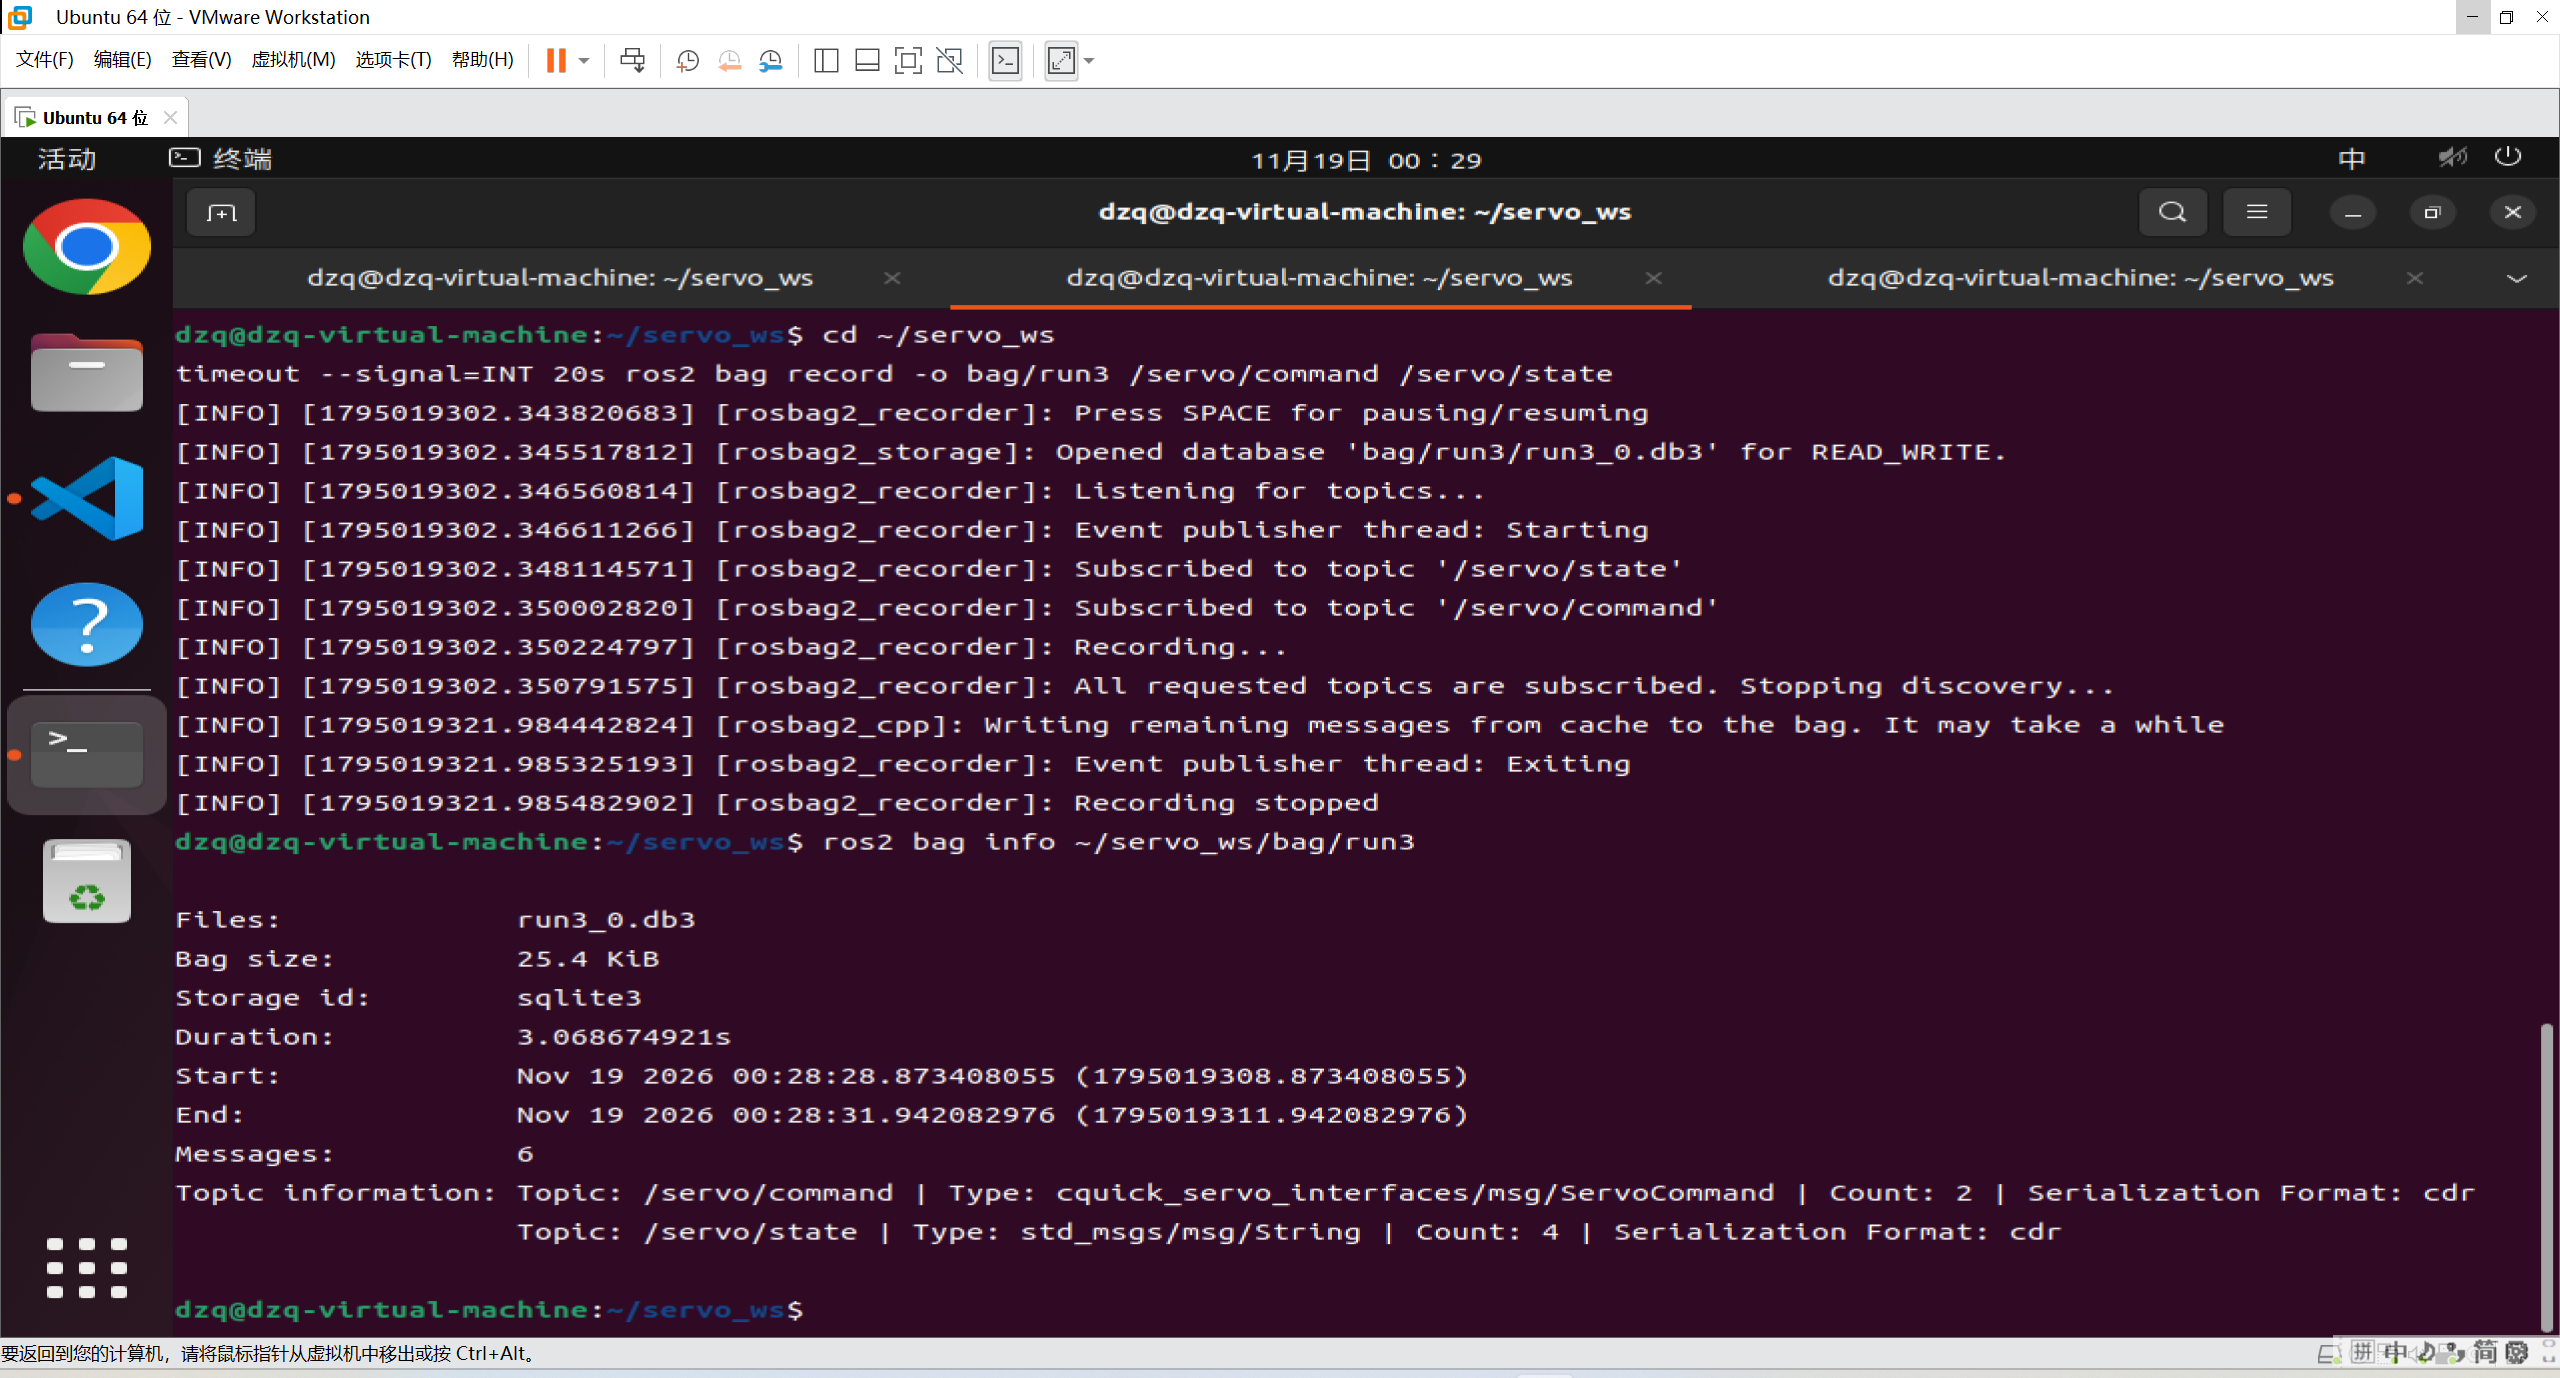 Ubuntu 64 位 - VMware Workstation
文件(F) 编辑(E) 查看(V) 虚拟机(M) 选项卡(T) 帮助(H)
Ubuntu 64 位
活动 终端 11月19日 00：29 中
dzq@dzq-virtual-machine: ~/servo_ws
dzq@dzq-virtual-machine: ~/servo_ws dzq@dzq-virtual-machine: ~/servo_ws dzq@dzq-virtual-machine: ~/servo_ws
dzq@dzq-virtual-machine:~/servo_ws$ cd ~/servo_ws
timeout --signal=INT 20s ros2 bag record -o bag/run3 /servo/command /servo/state
[INFO] [1795019302.343820683] [rosbag2_recorder]: Press SPACE for pausing/resuming
[INFO] [1795019302.345517812] [rosbag2_storage]: Opened database 'bag/run3/run3_0.db3' for READ_WRITE.
[INFO] [1795019302.346560814] [rosbag2_recorder]: Listening for topics...
[INFO] [1795019302.346611266] [rosbag2_recorder]: Event publisher thread: Starting
[INFO] [1795019302.348114571] [rosbag2_recorder]: Subscribed to topic '/servo/state'
[INFO] [1795019302.350002820] [rosbag2_recorder]: Subscribed to topic '/servo/command'
[INFO] [1795019302.350224797] [rosbag2_recorder]: Recording...
[INFO] [1795019302.350791575] [rosbag2_recorder]: All requested topics are subscribed. Stopping discovery...
[INFO] [1795019321.984442824] [rosbag2_cpp]: Writing remaining messages from cache to the bag. It may take a while
[INFO] [1795019321.985325193] [rosbag2_recorder]: Event publisher thread: Exiting
[INFO] [1795019321.985482902] [rosbag2_recorder]: Recording stopped
dzq@dzq-virtual-machine:~/servo_ws$ ros2 bag info ~/servo_ws/bag/run3
Files: run3_0.db3
Bag size: 25.4 KiB
Storage id: sqlite3
Duration: 3.068674921s
Start: Nov 19 2026 00:28:28.873408055 (1795019308.873408055)
End: Nov 19 2026 00:28:31.942082976 (1795019311.942082976)
Messages: 6
Topic information: Topic: /servo/command | Type: cquick_servo_interfaces/msg/ServoCommand | Count: 2 | Serialization Format: cdr
Topic: /servo/state | Type: std_msgs/msg/String | Count: 4 | Serialization Format: cdr
dzq@dzq-virtual-machine:~/servo_ws$
要返回到您的计算机，请将鼠标指针从虚拟机中移出或按 Ctrl+Alt。
拼 中 简